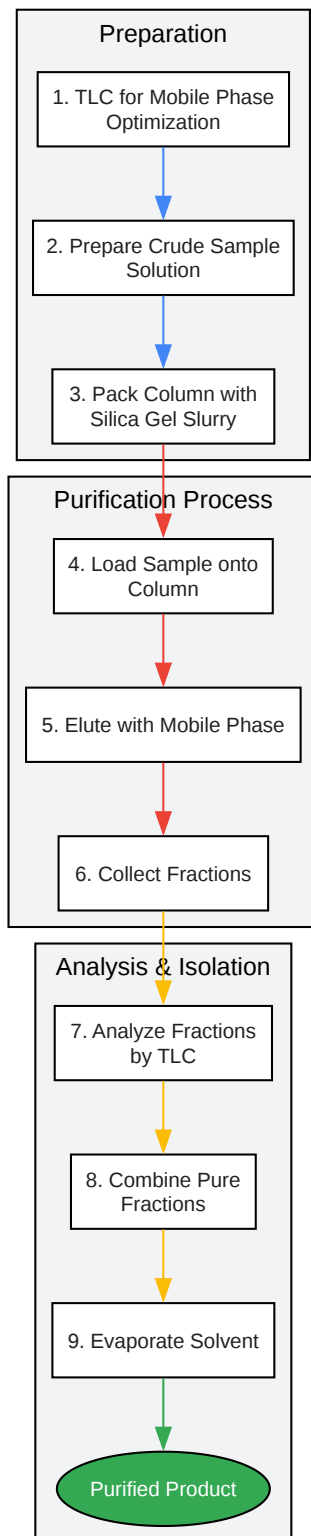 Preparation
1. TLC for Mobile Phase
Optimization
2. Prepare Crude Sample
Solution
3. Pack Column with
Silica Gel Slurry
Purification Process
4. Load Sample onto
Column
5. Elute with Mobile Phase
6. Collect Fractions
Analysis & Isolation
7. Analyze Fractions
by TLC
8. Combine Pure
Fractions
9. Evaporate Solvent
Purified Product